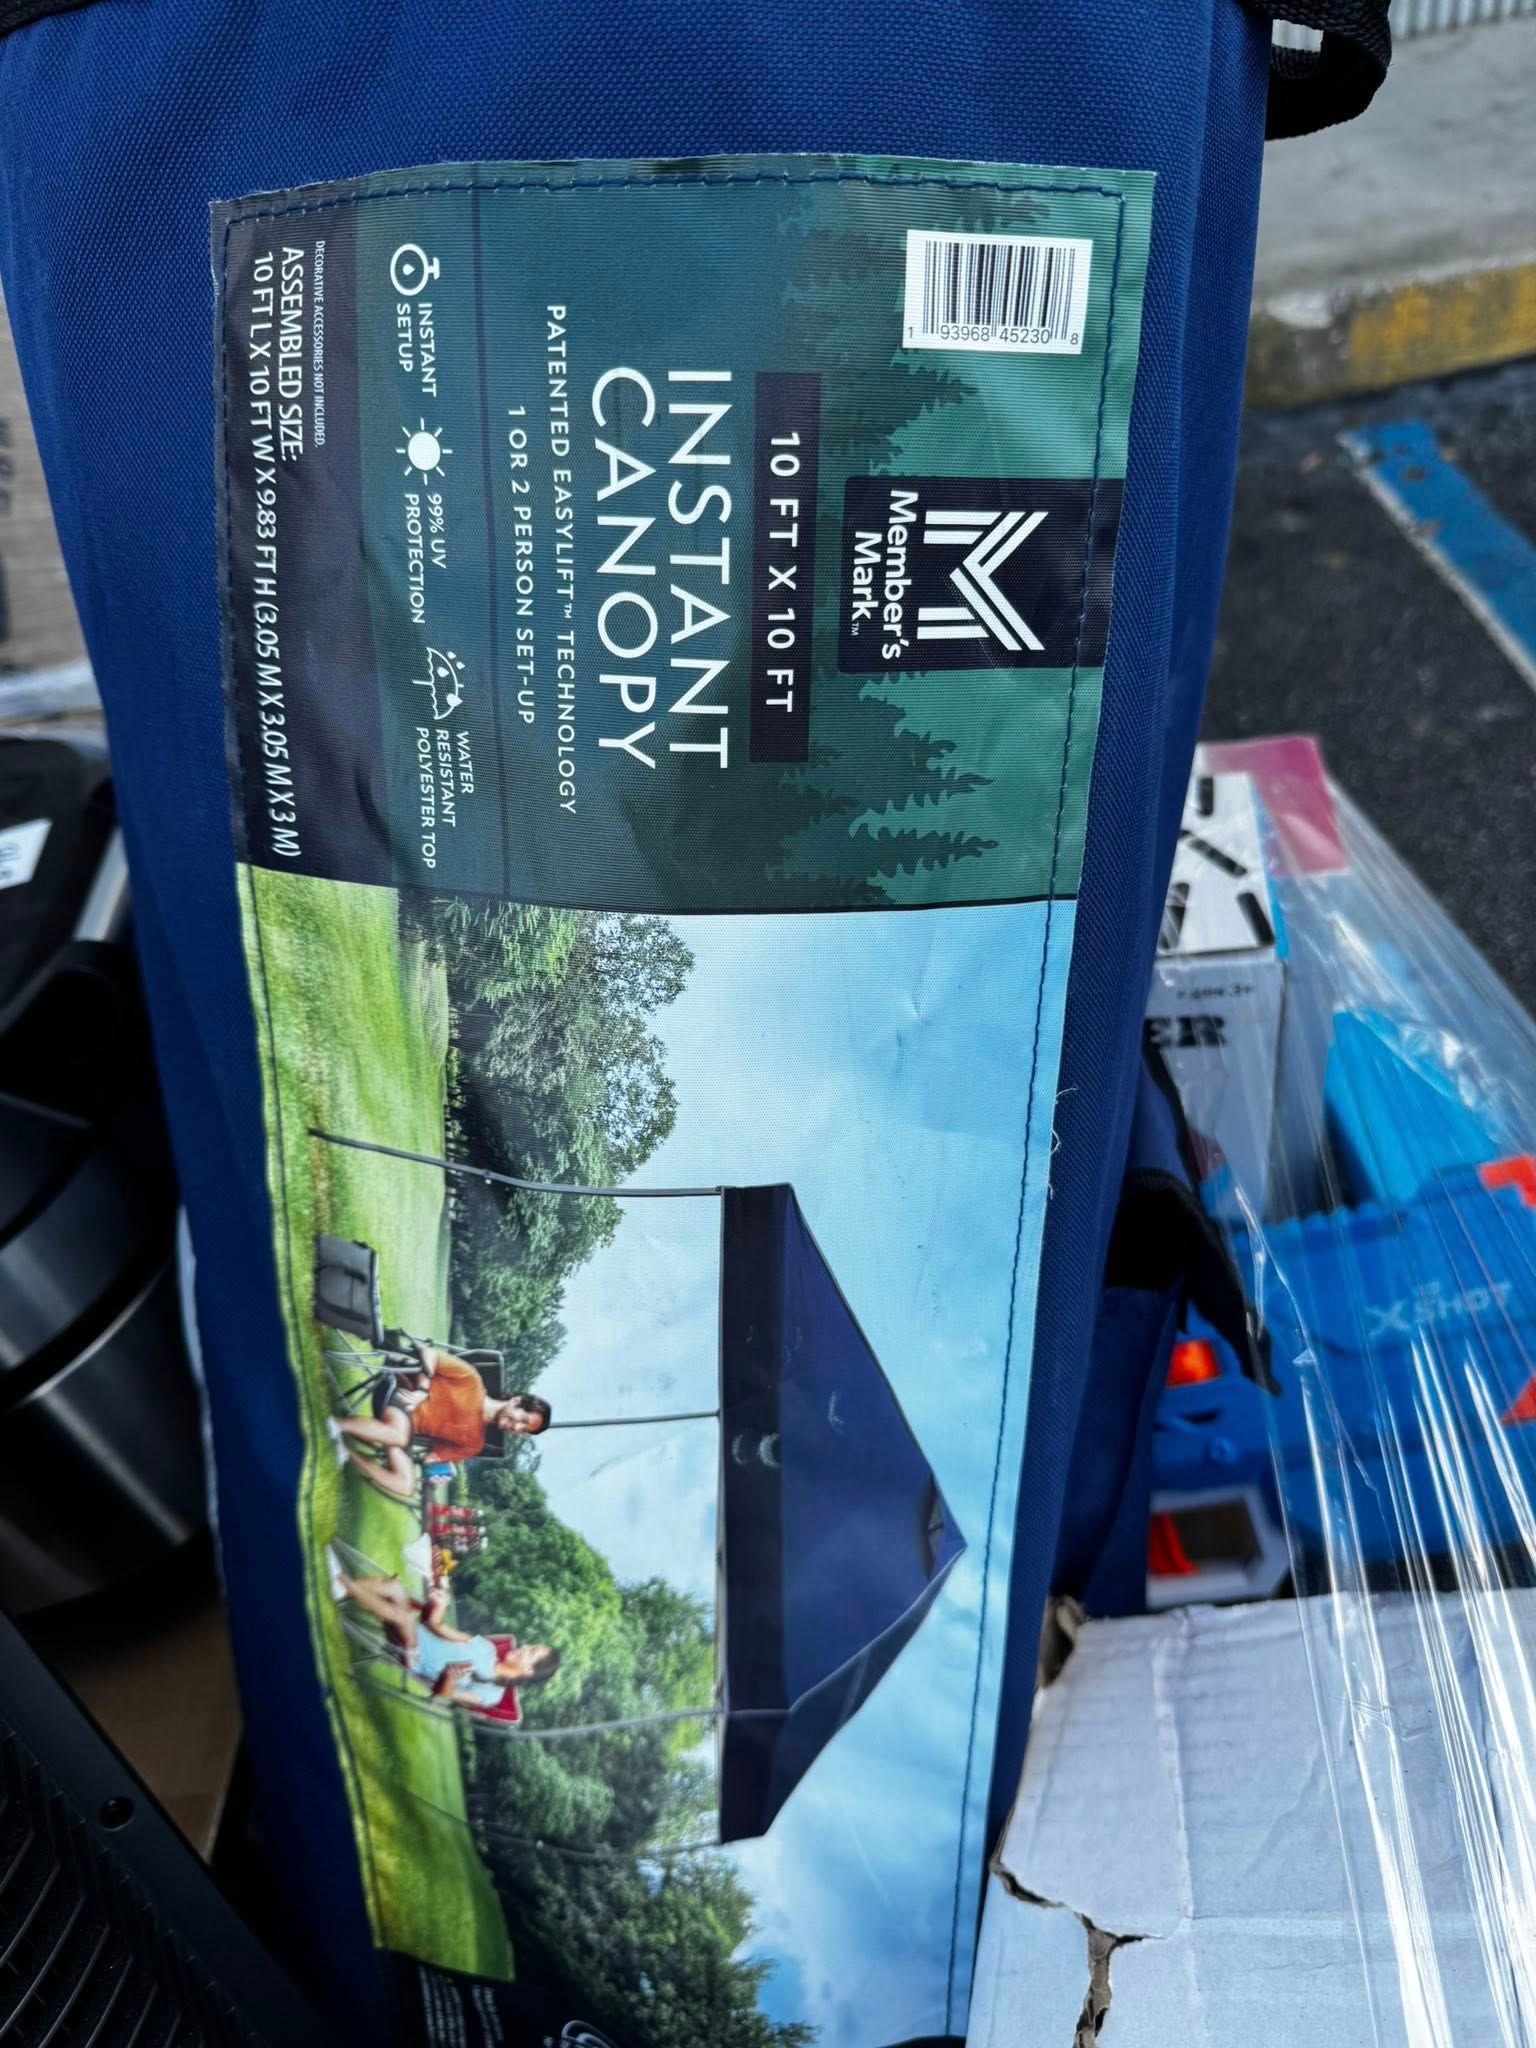 Member's
Mark™
10 FT X 10 FT
INSTANT
CANOPY
PATENTED EASYLIFT™ TECHNOLOGY
1 OR 2 PERSON SET-UP
INSTANT
SETUP
99% UV
PROTECTION
WATER
RESISTANT
POLYESTER TOP
DECORATIVE ACCESSORIES NOT INCLUDED.
ASSEMBLED SIZE:
10 FT L X 10 FT W X 9.83 FT H (3.05 M X 3.05 M X 3 M)
1 93968 45230 8
X SHOT
ER